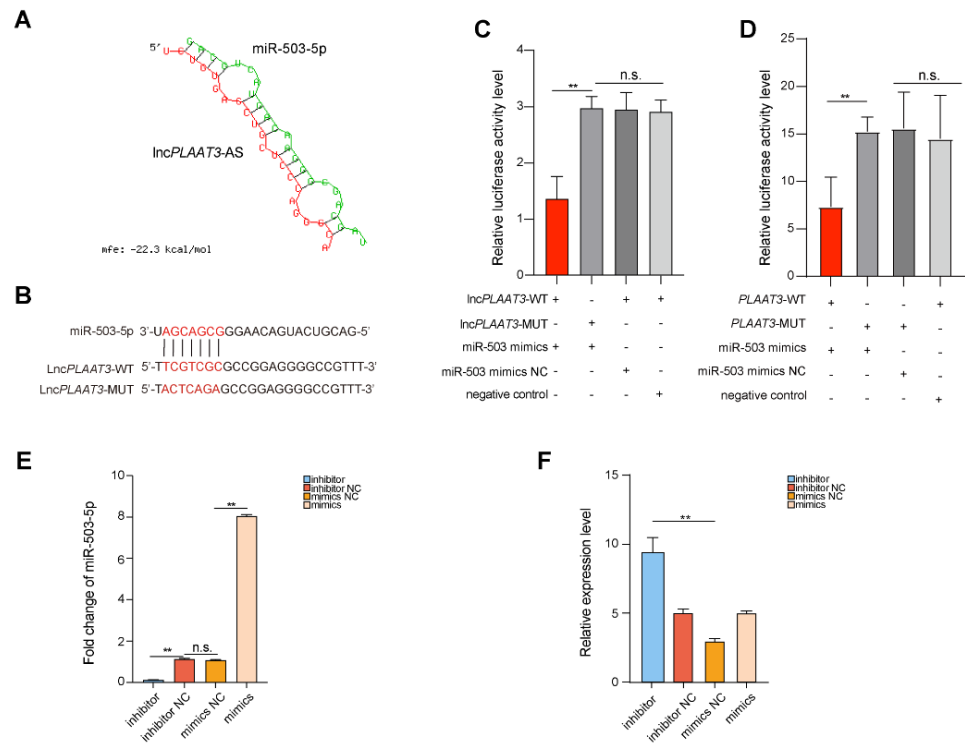 A
5'
miR-503-5p
lncPLAAT3-AS
mfe: -22.3 kcal/mol
B
miR-503-5p 3'-UAGCAGCGGGAACAGUACUGCAG-5'
LncPLAAT3-WT 5'-TTCGTCGCGCCGGAGGGGCCGTTT-3'
LncPLAAT3-MUT 5'-TACTCAGAGCCGGAGGGGCCGTTT-3'
C
Relative luciferase activity level
4
3
2
1
0
**
n.s.
lncPLAAT3-WT + - + +
lncPLAAT3-MUT - + - -
miR-503 mimics + + - -
miR-503 mimics NC - - + -
negative control - - - +
D
Relative luciferase activity level
25
20
15
10
5
0
**
n.s.
PLAAT3-WT + - - +
PLAAT3-MUT - + + -
miR-503 mimics + + - -
miR-503 mimics NC - - + -
negative control - - - +
E
Fold change of miR-503-5p
10
8
6
4
2
0
**
n.s.
**
inhibitor
inhibitor NC
mimics NC
mimics
inhibitor
inhibitor NC
mimics NC
mimics
F
Relative expression level
15
10
5
0
**
inhibitor
inhibitor NC
mimics NC
mimics
inhibitor
inhibitor NC
mimics NC
mimics